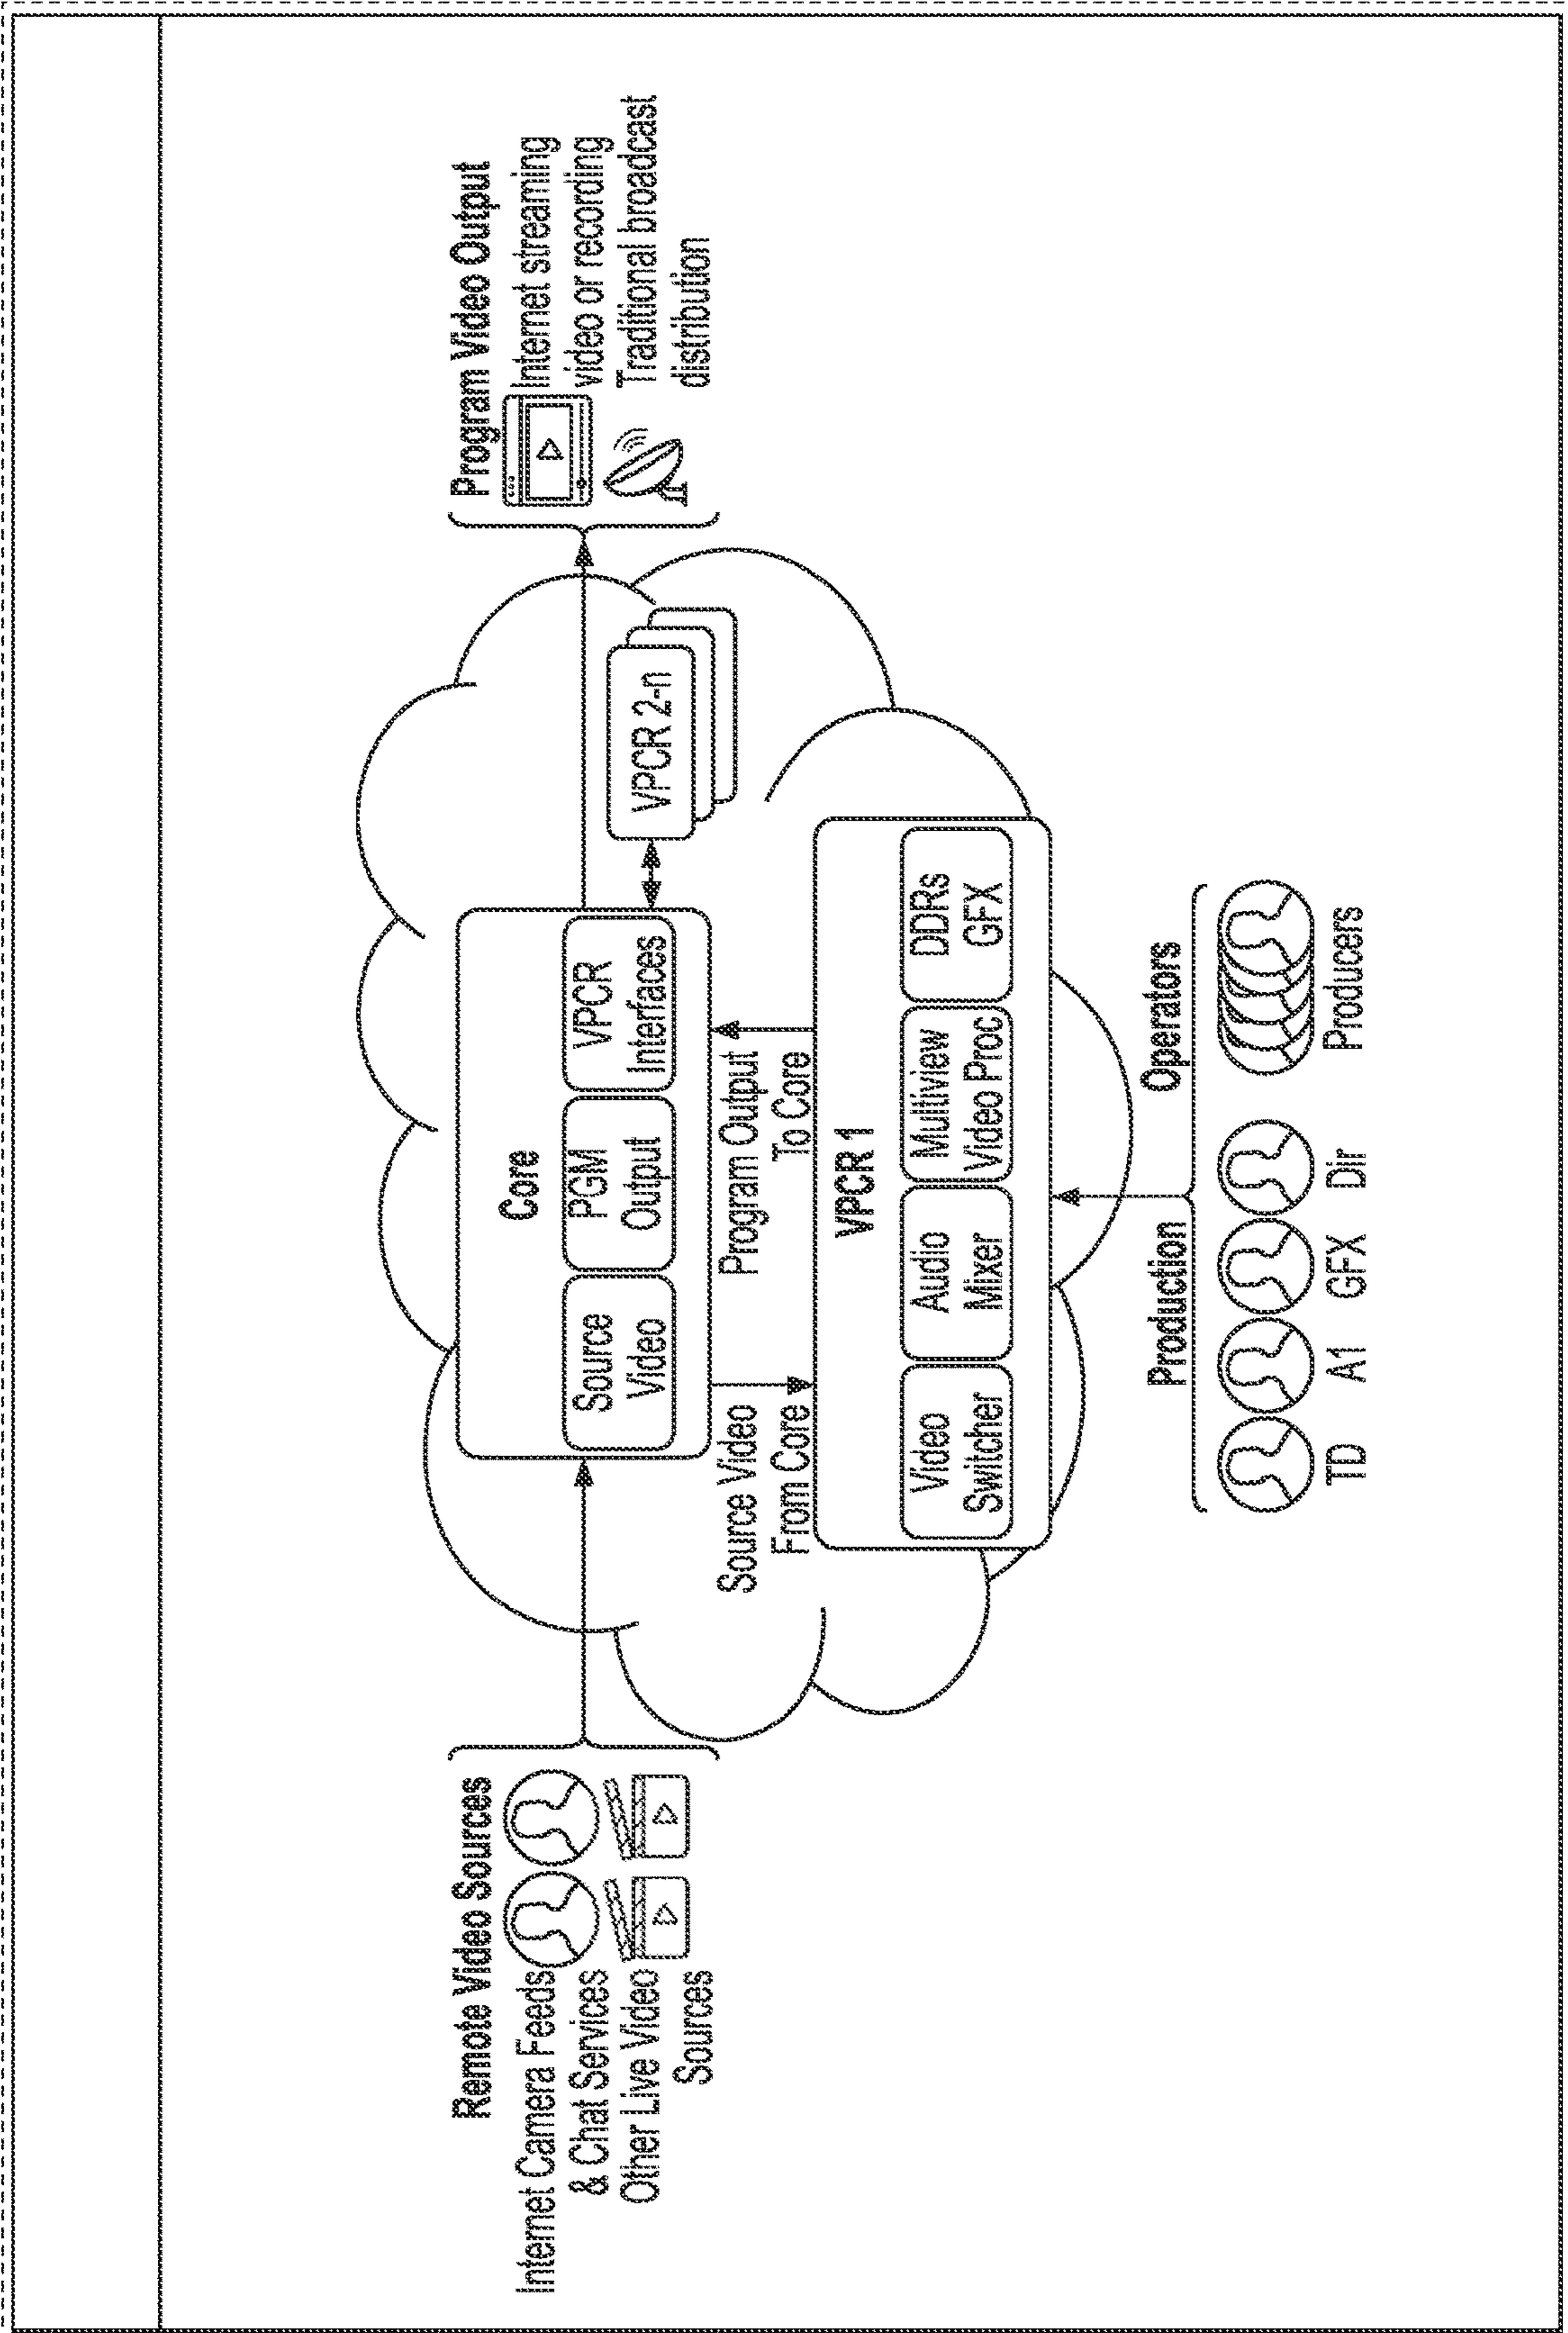 Remote Video Sources
Internet Camera Feeds
& Chat Services
Other Live Video
Sources
Core
Source
Video
PGM
Output
VPCR
Interfaces
VPCR 2-n
Program Video Output
Internet streaming
video or recording
Traditional broadcast
distribution
Source Video
From Core
Program Output
To Core
VPCR 1
Video
Switcher
Audio
Mixer
Multiview
Video Proc
DDRs
GFX
Production
Operators
TD
A1
GFX
Dir
Producers